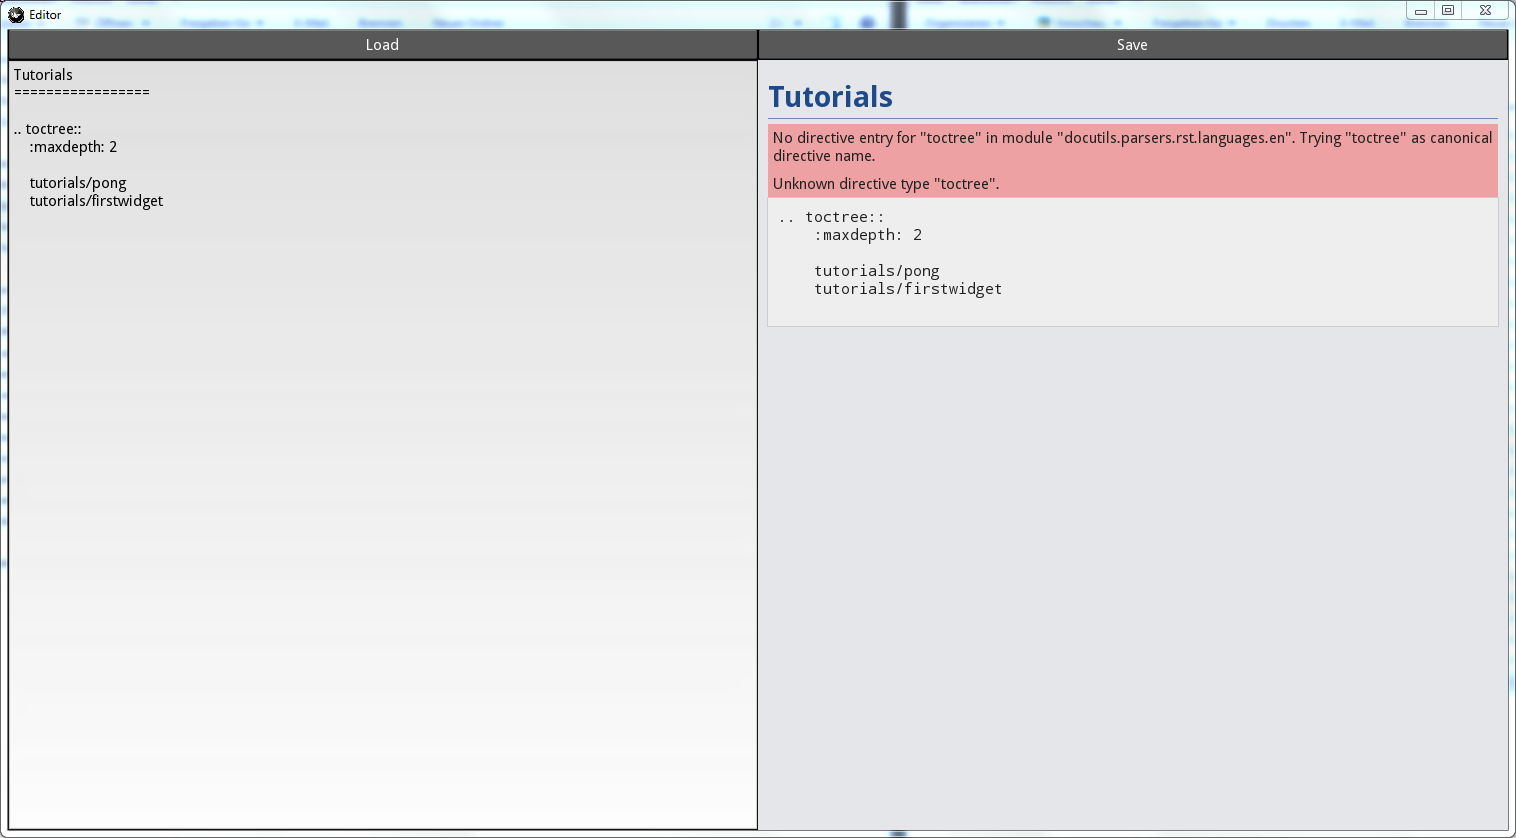 Editor
Load
Save
Tutorials
=================
.. toctree::
:maxdepth: 2
tutorials/pong
tutorials/firstwidget
Tutorials
No directive entry for "toctree" in module "docutils.parsers.rst.languages.en". Trying "toctree" as canonical
directive name.
Unknown directive type "toctree".
.. toctree::
:maxdepth: 2
tutorials/pong
tutorials/firstwidget